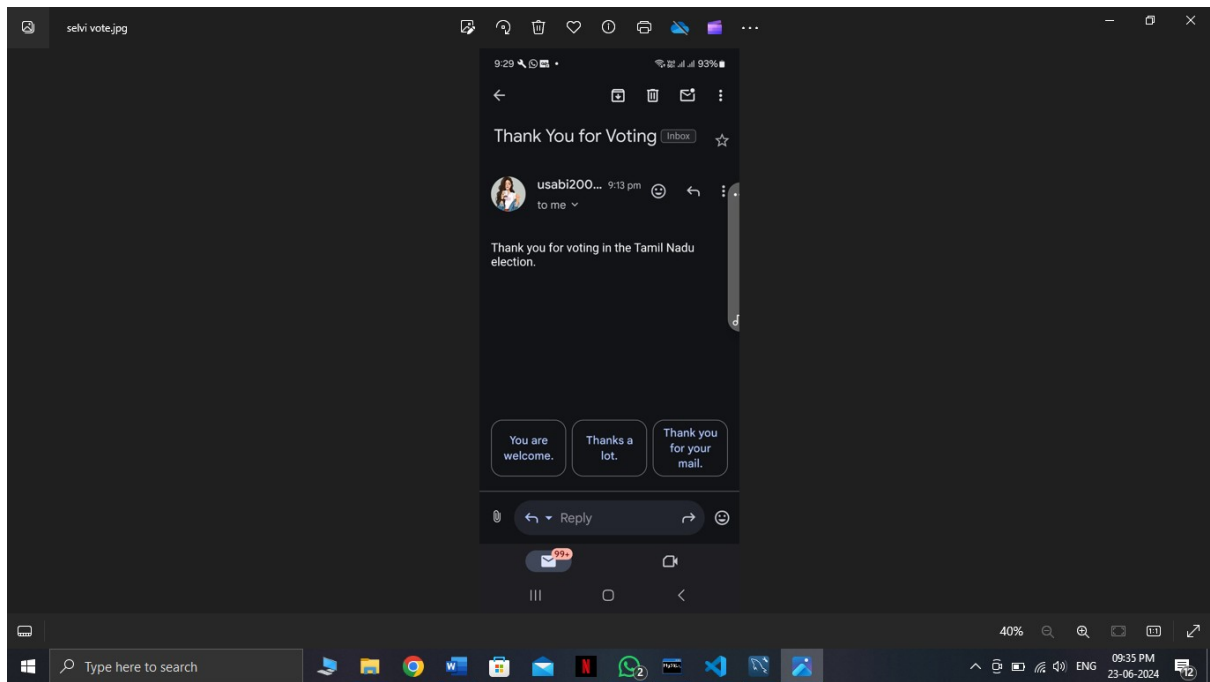 selvi vote.jpg
9:29
93%
Thank You for Voting Inbox
usabi200... 9:13 pm
to me
Thank you for voting in the Tamil Nadu
election.
You are
welcome.
Thanks a
lot.
Thank you
for your
mail.
Reply
99+
40%
Type here to search
2
ENG
09:35 PM
23-06-2024
12